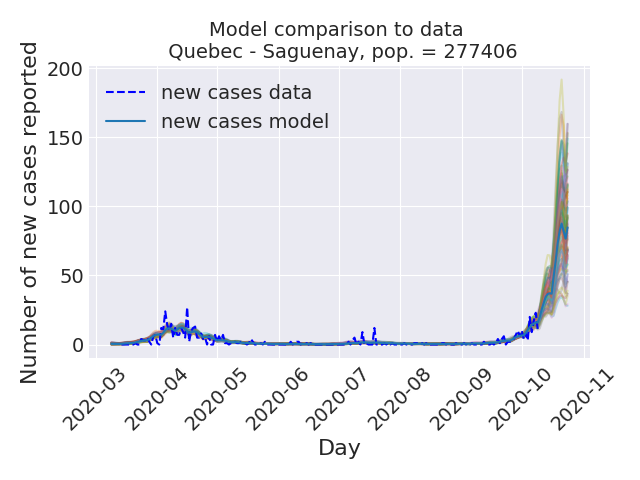 Model comparison to data
Quebec - Saguenay, pop. = 277406
Number of new cases reported
200
150
100
50
0
new cases data
new cases model
2020-03
2020-04
2020-05
2020-06
2020-07
2020-08
2020-09
2020-10
2020-11
Day